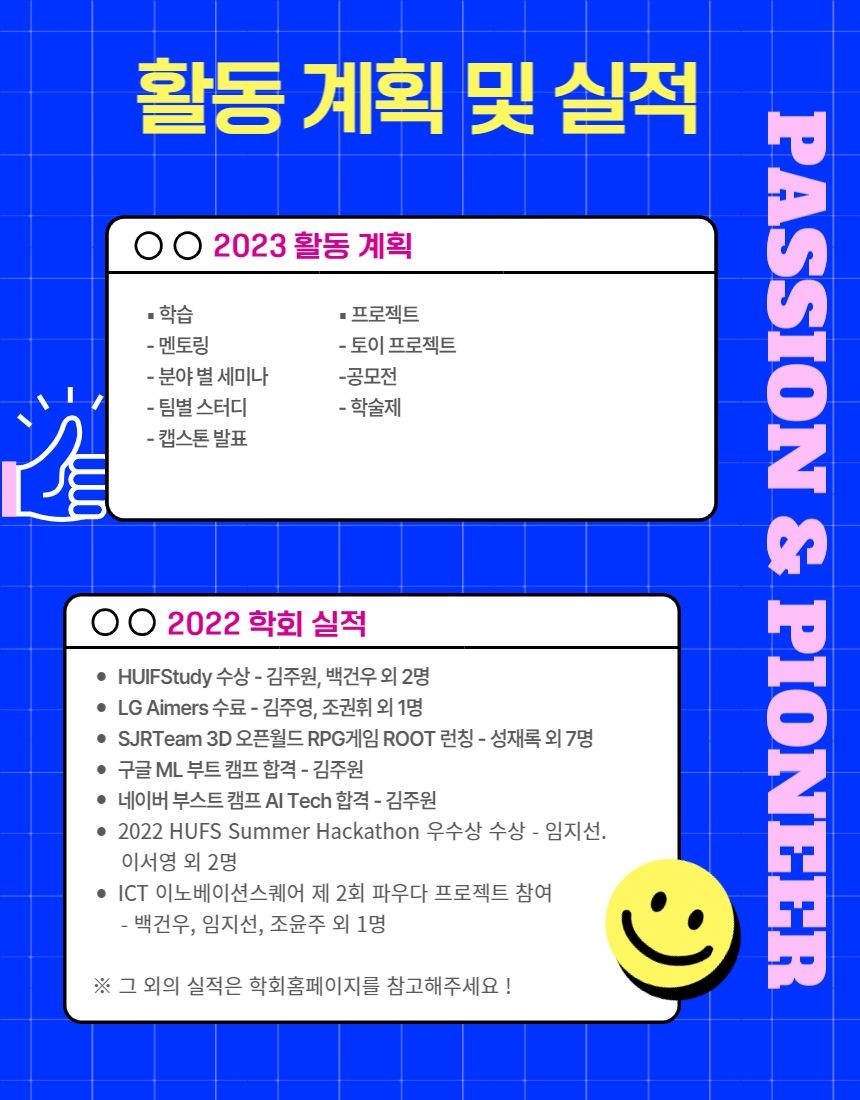 활동 계획 및 실적
2023 활동 계획
▪ 학습
- 멘토링
- 분야 별 세미나
- 팀별 스터디
- 캡스톤 발표
▪ 프로젝트
- 토이 프로젝트
-공모전
- 학술제
2022 학회 실적
• HUIFStudy 수상 - 김주원, 백건우 외 2명
• LG Aimers 수료 - 김주영, 조권휘 외 1명
• SJRTeam 3D 오픈월드 RPG게임 ROOT 런칭 - 성재록 외 7명
• 구글 ML 부트 캠프 합격 - 김주원
• 네이버 부스트 캠프 AI Tech 합격 - 김주원
• 2022 HUFS Summer Hackathon 우수상 수상 - 임지선.
이서영 외 2명
• ICT 이노베이션스퀘어 제 2회 파우다 프로젝트 참여
- 백건우, 임지선, 조윤주 외 1명
※ 그 외의 실적은 학회홈페이지를 참고해주세요 !
PASSION & PIONEER